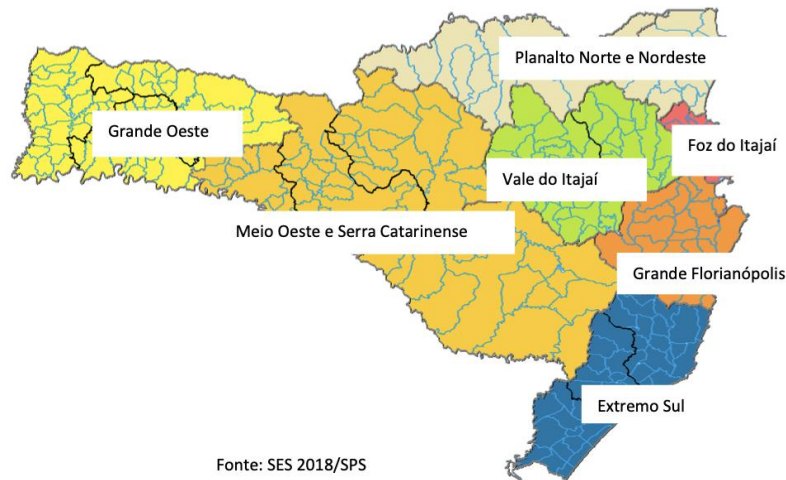 Planalto Norte e Nordeste
Grande Oeste
Foz do Itajaí
Vale do Itajaí
Meio Oeste e Serra Catarinense
Grande Florianópolis
Extremo Sul
Fonte: SES 2018/SPS